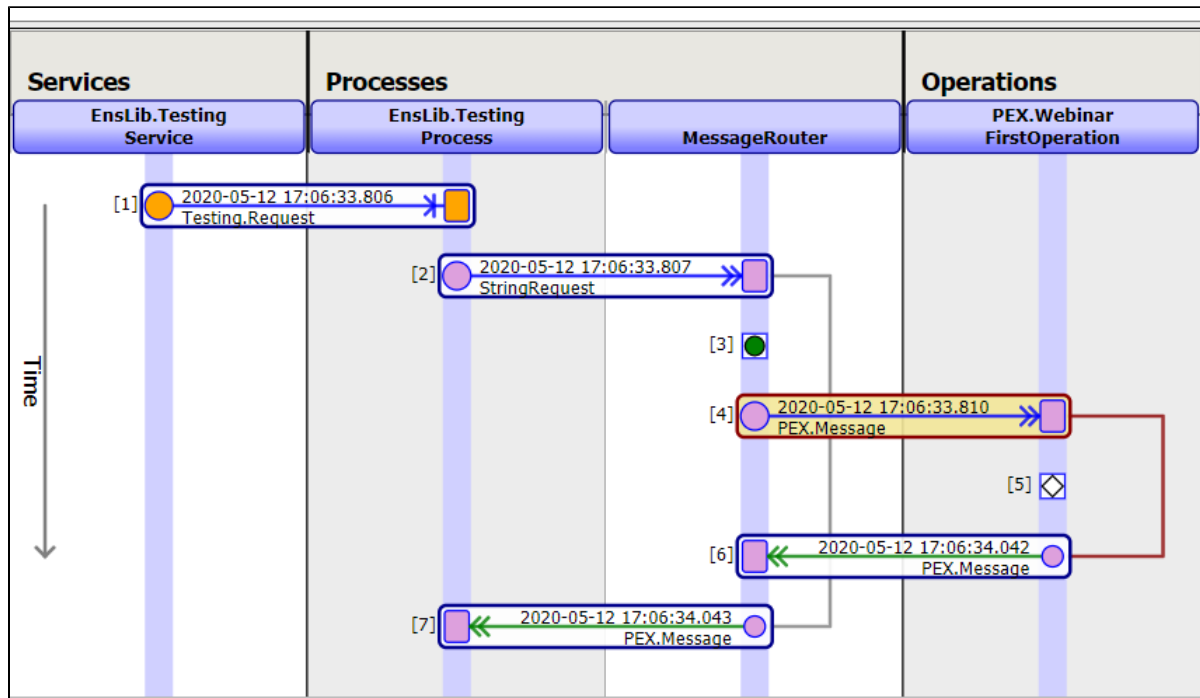 Services
Processes
Operations
EnsLib.Testing
Service
EnsLib.Testing
Process
MessageRouter
PEX.Webinar
FirstOperation
Time
[1]
2020-05-12 17:06:33.806
Testing.Request
[2]
2020-05-12 17:06:33.807
StringRequest
[3]
[4]
2020-05-12 17:06:33.810
PEX.Message
[5]
[6]
2020-05-12 17:06:34.042
PEX.Message
[7]
2020-05-12 17:06:34.043
PEX.Message